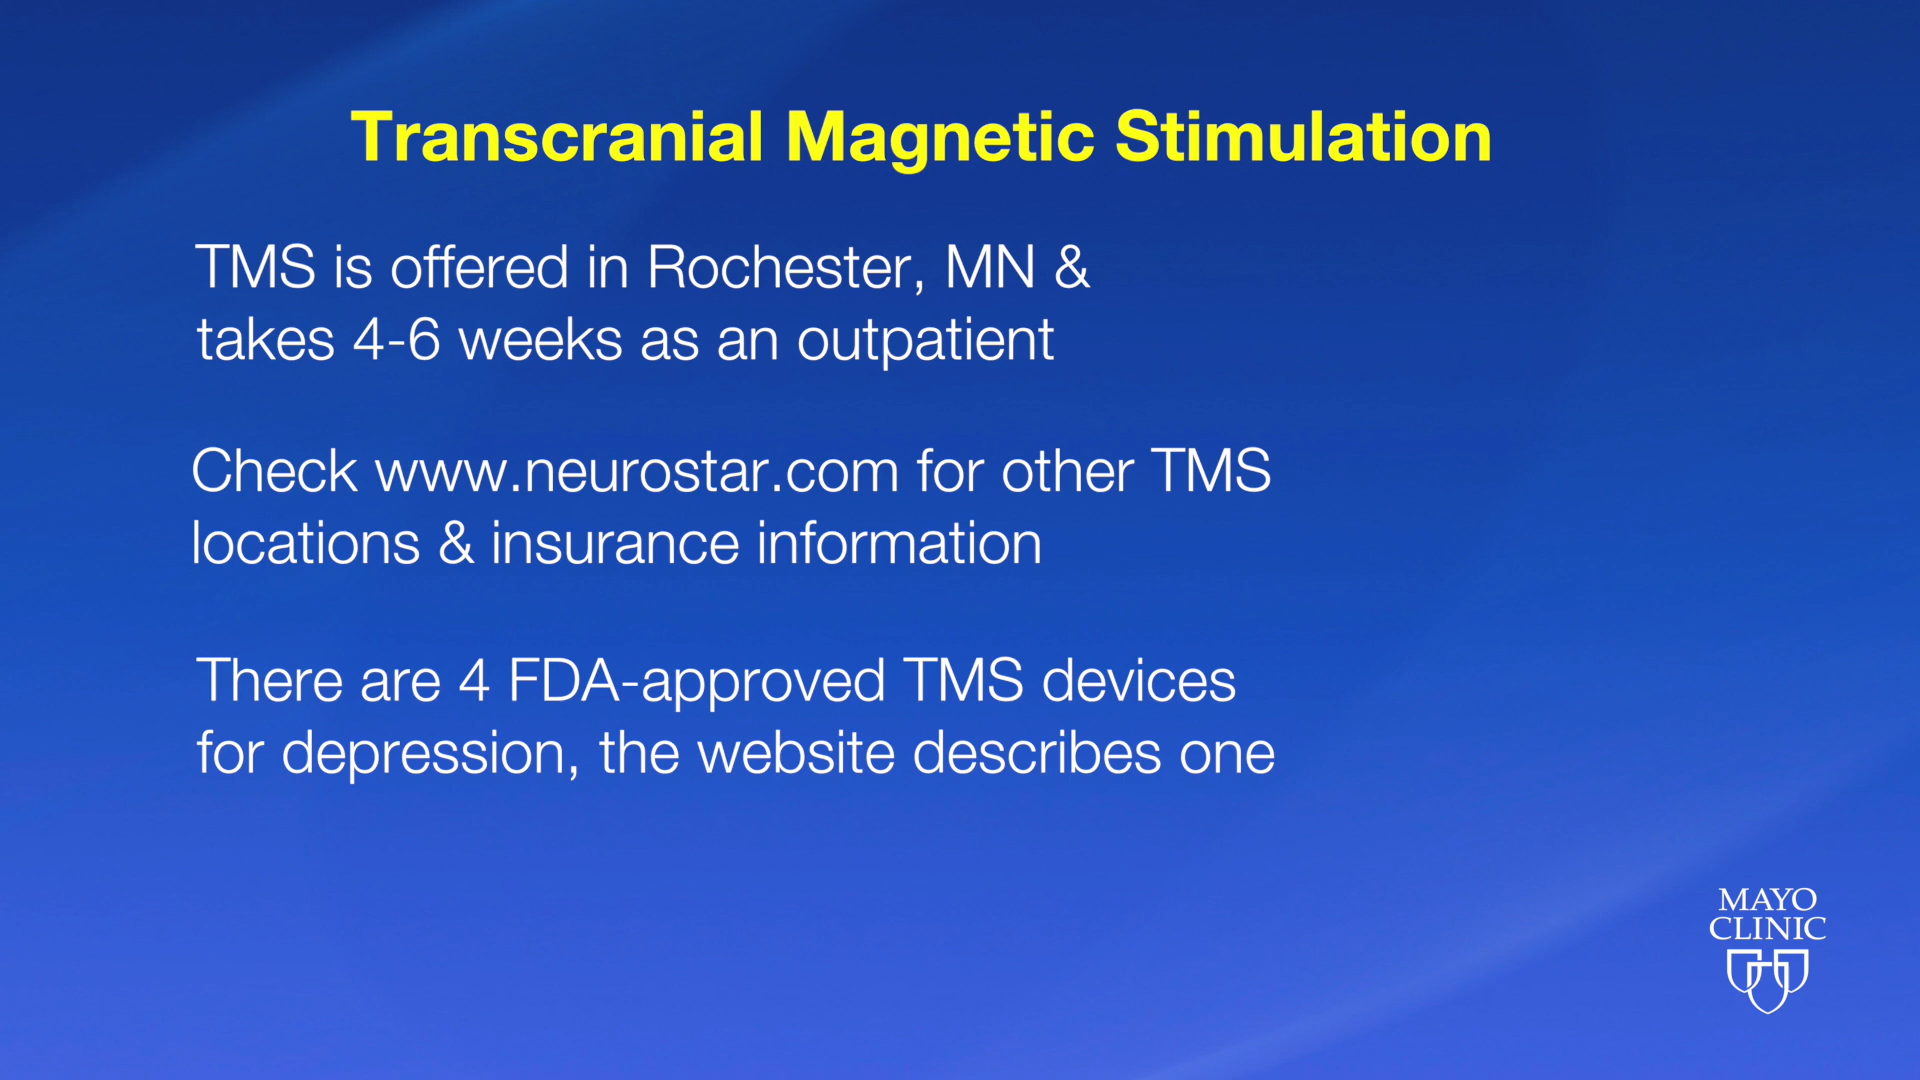 Transcranial Magnetic Stimulation
TMS is offered in Rochester, MN &
takes 4-6 weeks as an outpatient
Check www.neurostar.com for other TMS
locations & insurance information
There are 4 FDA-approved TMS devices
for depression, the website describes one
MAYO
CLINIC